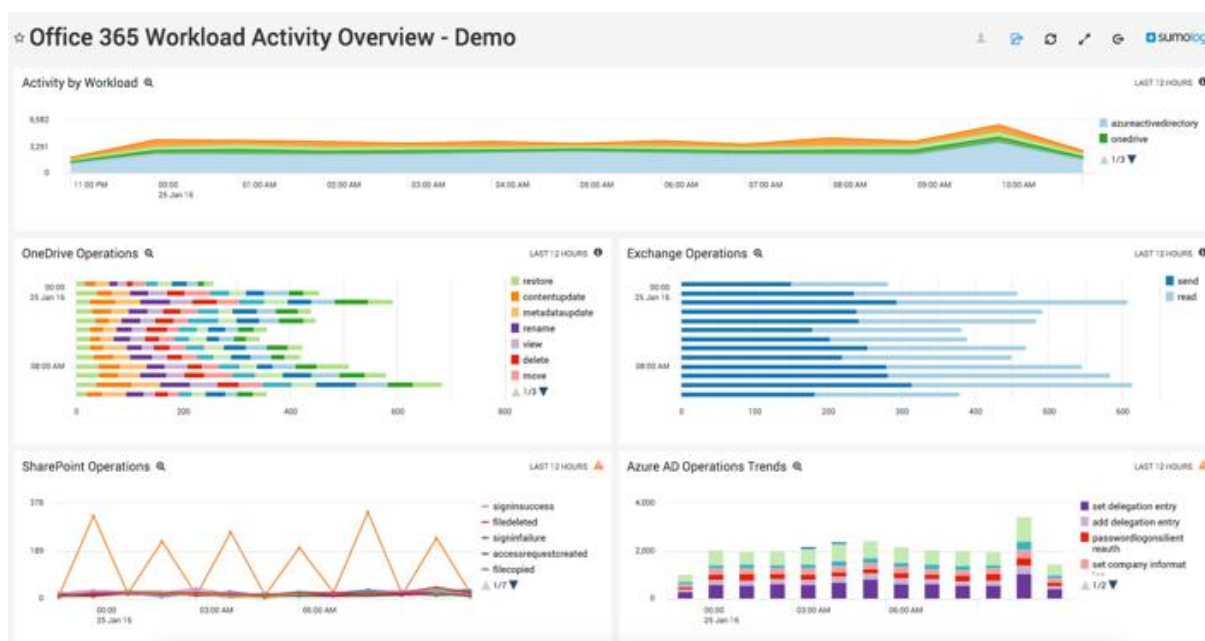 Office 365 Workload Activity Overview - Demo
sumolog
Activity by Workload
LAST 12 HOURS
6,582
3,291
0
11:00 PM 00:00 01:00 AM 02:00 AM 03:00 AM 04:00 AM 05:00 AM 06:00 AM 07:00 AM 08:00 AM 09:00 AM 10:00 AM
25 Jan 16
azureactivedirectory
onedrive
1/3
OneDrive Operations
LAST 12 HOURS
00:00
25 Jan 16
08:00 AM
0 200 400 600 800
restore
contentupdate
metadataupdate
rename
view
delete
move
1/3
Exchange Operations
LAST 12 HOURS
00:00
25 Jan 16
08:00 AM
0 100 200 300 400 500 600
send
read
SharePoint Operations
LAST 12 HOURS
378
189
0
00:00 03:00 AM 06:00 AM
25 Jan 16
signinsuccess
filedeleted
signinfailure
accessrequestcreated
filecopied
1/7
Azure AD Operations Trends
LAST 12 HOURS
4,000
2,000
0
00:00 03:00 AM 06:00 AM
25 Jan 16
set delegation entry
add delegation entry
passwordlogonsilient
reauth
set company informat
1/2